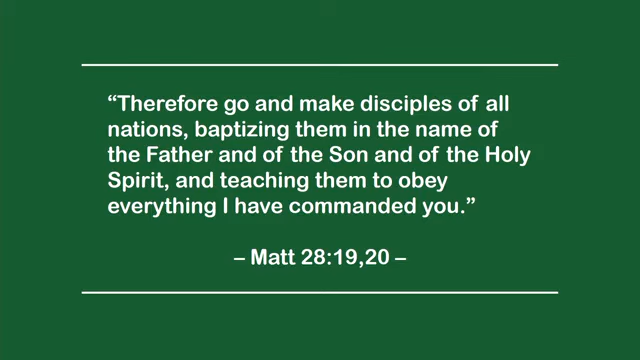 “Therefore go and make disciples of all
nations, baptizing them in the name of
the Father and of the Son and of the Holy
Spirit, and teaching them to obey
everything I have commanded you.”
– Matt 28:19,20 –